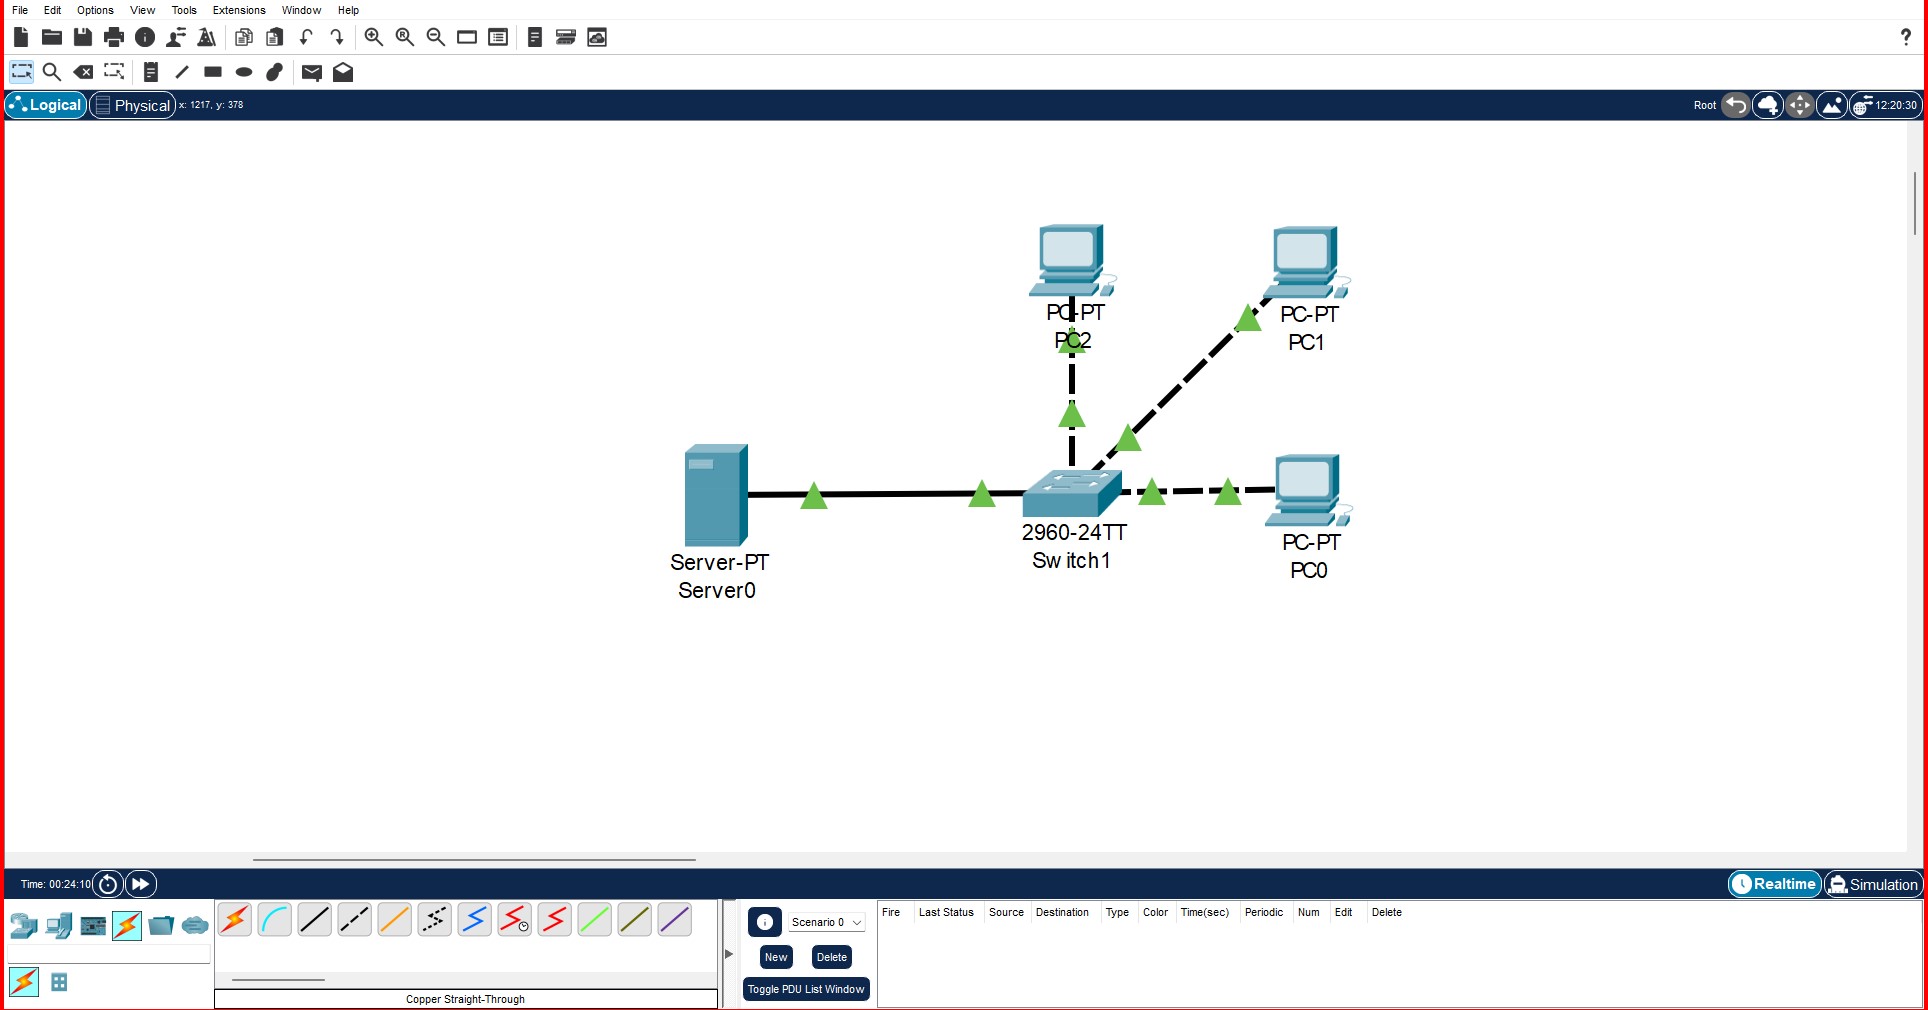 File Edit Options View Tools Extensions Window Help
?
Logical Physical x: 1217, y: 378 Root 12:20:30
PC-PT
PC2
PC-PT
PC1
Server-PT
Server0
2960-24TT
Switch1
PC-PT
PC0
Time: 00:24:10 Realtime Simulation
Scenario 0
New Delete
Toggle PDU List Window
Fire Last Status Source Destination Type Color Time(sec) Periodic Num Edit Delete
Copper Straight-Through